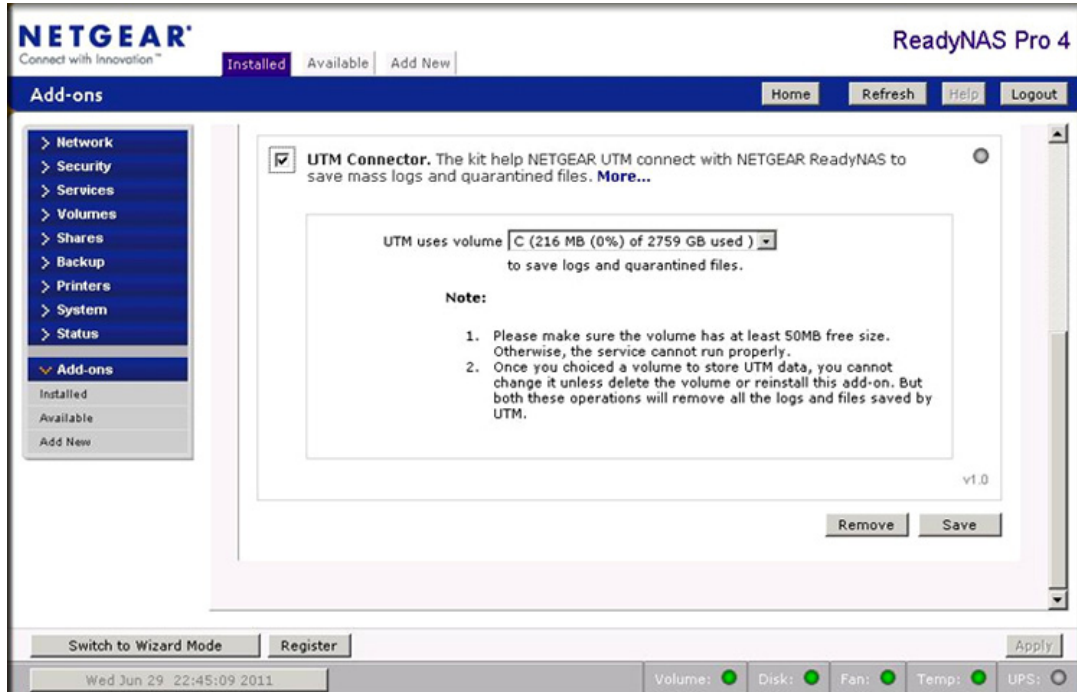 NETGEAR
Connect with Innovation™
ReadyNAS Pro 4
Installed
Available
Add New
Add-ons
Home
Refresh
Help
Logout
> Network
> Security
> Services
> Volumes
> Shares
> Backup
> Printers
> System
> Status
Add-ons
Installed
Available
Add New
UTM Connector. The kit help NETGEAR UTM connect with NETGEAR ReadyNAS to
save mass logs and quarantined files. More...
UTM uses volume C (216 MB (0%) of 2759 GB used )
to save logs and quarantined files.
Note:
1. Please make sure the volume has at least 50MB free size.
Otherwise, the service cannot run properly.
2. Once you choiced a volume to store UTM data, you cannot
change it unless delete the volume or reinstall this add-on. But
both these operations will remove all the logs and files saved by
UTM.
v1.0
Remove
Save
Switch to Wizard Mode
Register
Apply
Wed Jun 29 22:45:09 2011
Volume:
Disk:
Fan:
Temp:
UPS: